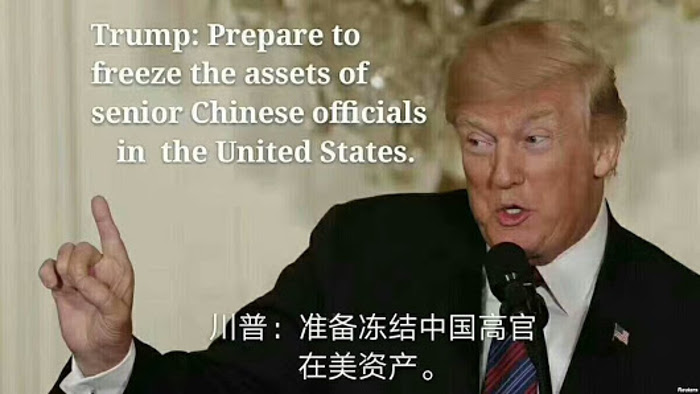 Trump: Prepare to
freeze the assets of
senior Chinese officials
in the United States.
川普：准备冻结中国高官
在美资产。
Reuters